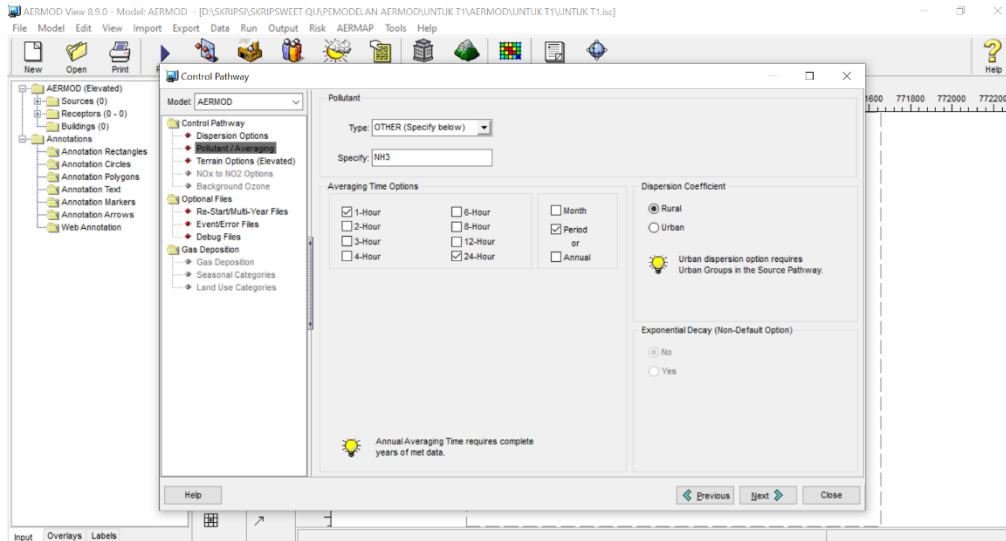 AERMOD View 8.9.0 - Model: AERMOD - [D:\SKRIPSI\SKRIPSWEET QU\PEMODELAN AERMOD\UNTUK T1\AERMOD\UNTUK T1\UNTUK T1.isc]
File Model Edit View Import Export Data Run Output Risk AERMAP Tools Help
New Open Print Help
AERMOD (Elevated)
Sources (0)
Receptors (0 - 0)
Buildings (0)
Annotations
Annotation Rectangles
Annotation Circles
Annotation Polygons
Annotation Text
Annotation Markers
Annotation Arrows
Web Annotation
Input Overlays Labels
Control Pathway
Model: AERMOD
Control Pathway
Dispersion Options
Pollutant / Averaging
Terrain Options (Elevated)
NOx to NO2 Options
Background Ozone
Optional Files
Re-Start/Multi-Year Files
Event/Error Files
Debug Files
Gas Deposition
Gas Deposition
Seasonal Categories
Land Use Categories
Pollutant
Type: OTHER (Specify below)
Specify: NH3
Averaging Time Options
1-Hour 6-Hour Month
2-Hour 8-Hour Period
3-Hour 12-Hour or
4-Hour 24-Hour Annual
Annual Averaging Time requires complete
years of met data.
Dispersion Coefficient
Rural
Urban
Urban dispersion option requires
Urban Groups in the Source Pathway.
Exponential Decay (Non-Default Option)
No
Yes
Help Previous Next Close
771800 772000